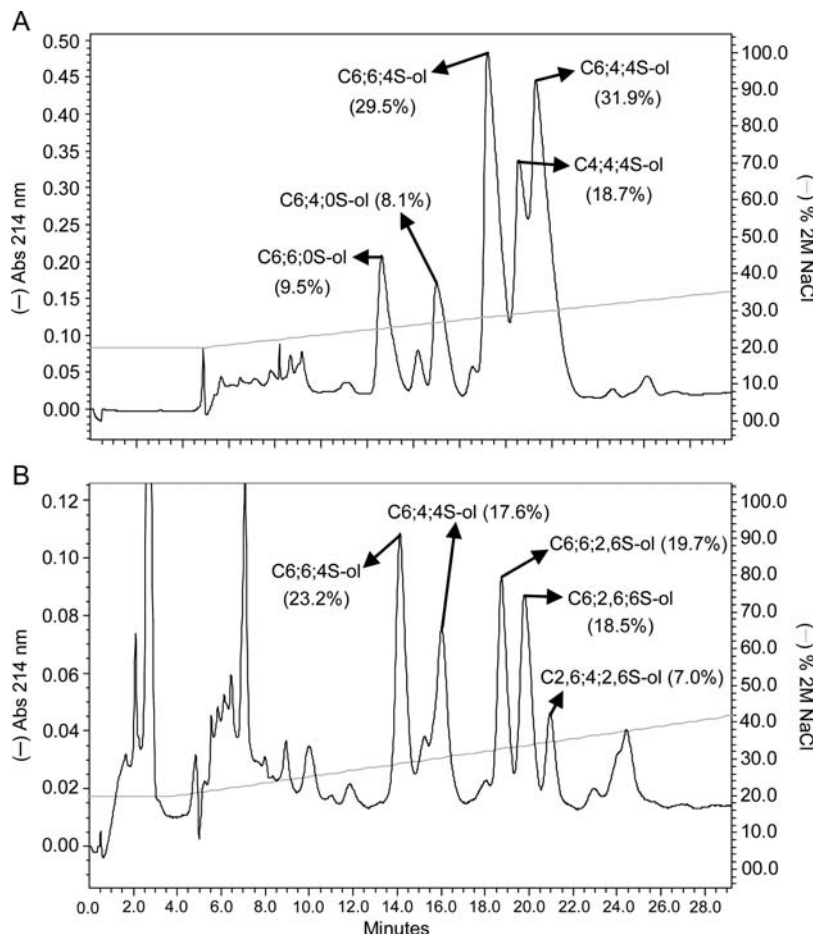 A
0.50
0.45
0.40
0.35
0.30
0.25
0.20
0.15
0.10
0.05
0.00
(—) Abs 214 nm
C6;6;4S-ol
(29.5%)
C6;4;4S-ol
(31.9%)
C4;4;4S-ol
(18.7%)
C6;4;0S-ol (8.1%)
C6;6;0S-ol
(9.5%)
100.0
90.0
80.0
70.0
60.0
50.0
40.0
30.0
20.0
10.0
00.0
(—) % 2M NaCl
B
0.12
0.10
0.08
0.06
0.04
0.02
0.00
(—) Abs 214 nm
C6;4;4S-ol (17.6%)
C6;6;4S-ol
(23.2%)
C6;6;2,6S-ol (19.7%)
C6;2,6;6S-ol
(18.5%)
C2,6;4;2,6S-ol (7.0%)
100.0
90.0
80.0
70.0
60.0
50.0
40.0
30.0
20.0
10.0
00.0
(—) % 2M NaCl
0.0 2.0 4.0 6.0 8.0 10.0 12.0 14.0 16.0 18.0 20.0 22.0 24.0 26.0 28.0
Minutes